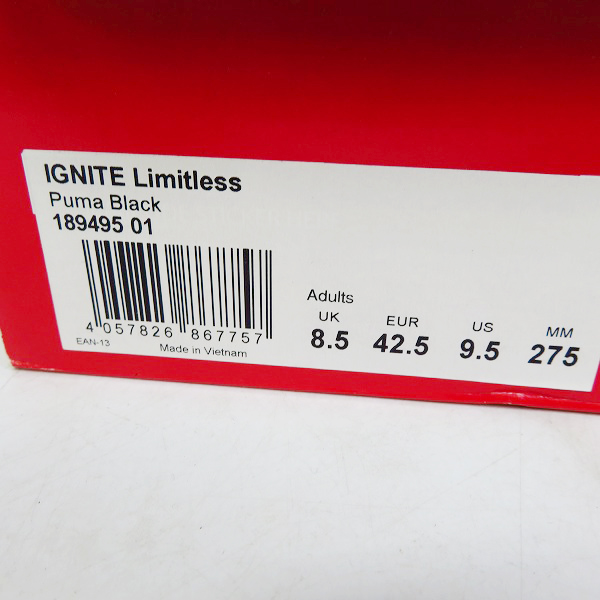 IGNITE Limitless
Puma Black
189495 01
4 057826 867757
EAN-13
Made in Vietnam
Adults
UK EUR US MM
8.5 42.5 9.5 275